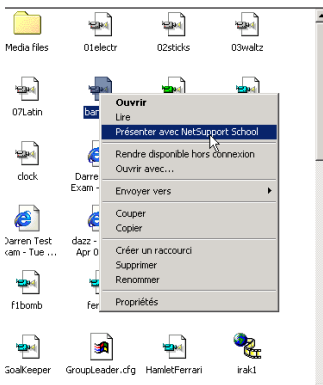 Media files 01electr 02sticks 03waltz
07Latin
Ouvrir
Lire
Présenter avec NetSupport School
Rendre disponible hors connexion
Ouvrir avec...
Envoyer vers
Couper
Copier
Créer un raccourci
Supprimer
Renommer
Propriétés
clock
Darre
Exam -
Darren Test
xam - Tue ...
dazz -
Apr 0
f1bomb
fer
GoalKeeper GroupLeader.cfg HamletFerrari irak1